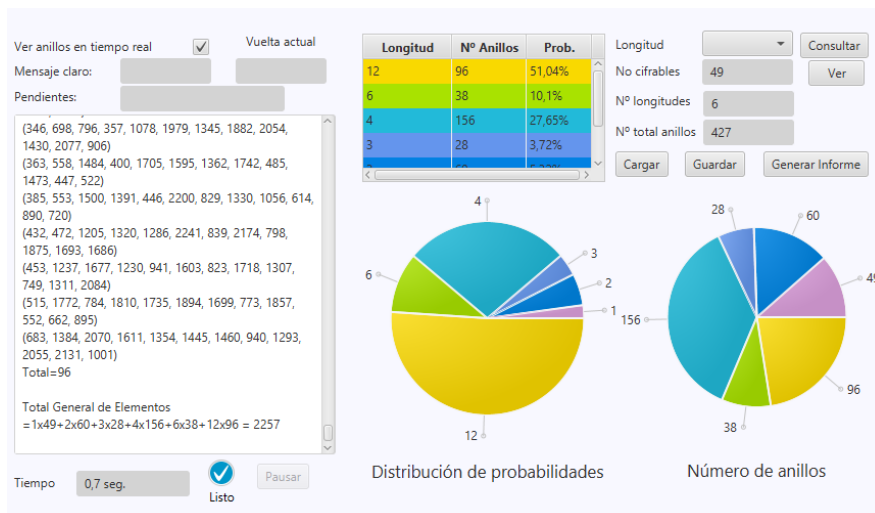 Ver anillos en tiempo real
Vuelta actual
Mensaje claro:
Pendientes:
(346, 698, 796, 357, 1078, 1979, 1345, 1882, 2054,
1430, 2077, 906)
(363, 558, 1484, 400, 1705, 1595, 1362, 1742, 485,
1473, 447, 522)
(385, 553, 1500, 1391, 446, 2200, 829, 1330, 1056, 614,
890, 720)
(432, 472, 1205, 1320, 1286, 2241, 839, 2174, 798,
1875, 1693, 1686)
(453, 1237, 1677, 1230, 941, 1603, 823, 1718, 1307,
749, 1311, 2084)
(515, 1772, 784, 1810, 1735, 1894, 1699, 773, 1857,
552, 662, 895)
(683, 1384, 2070, 1611, 1354, 1445, 1460, 940, 1293,
2055, 2131, 1001)
Total=96
Total General de Elementos
=1x49+2x60+3x28+4x156+6x38+12x96 = 2257
Tiempo
0,7 seg.
Listo
Pausar
Longitud Nº Anillos Prob.
12 96 51,04%
6 38 10,1%
4 156 27,65%
3 28 3,72%
Longitud
Consultar
No cifrables 49
Ver
Nº longitudes 6
Nº total anillos 427
Cargar
Guardar
Generar Informe
4
3
2
1
6
12
Distribución de probabilidades
28
60
49
156
96
38
Número de anillos